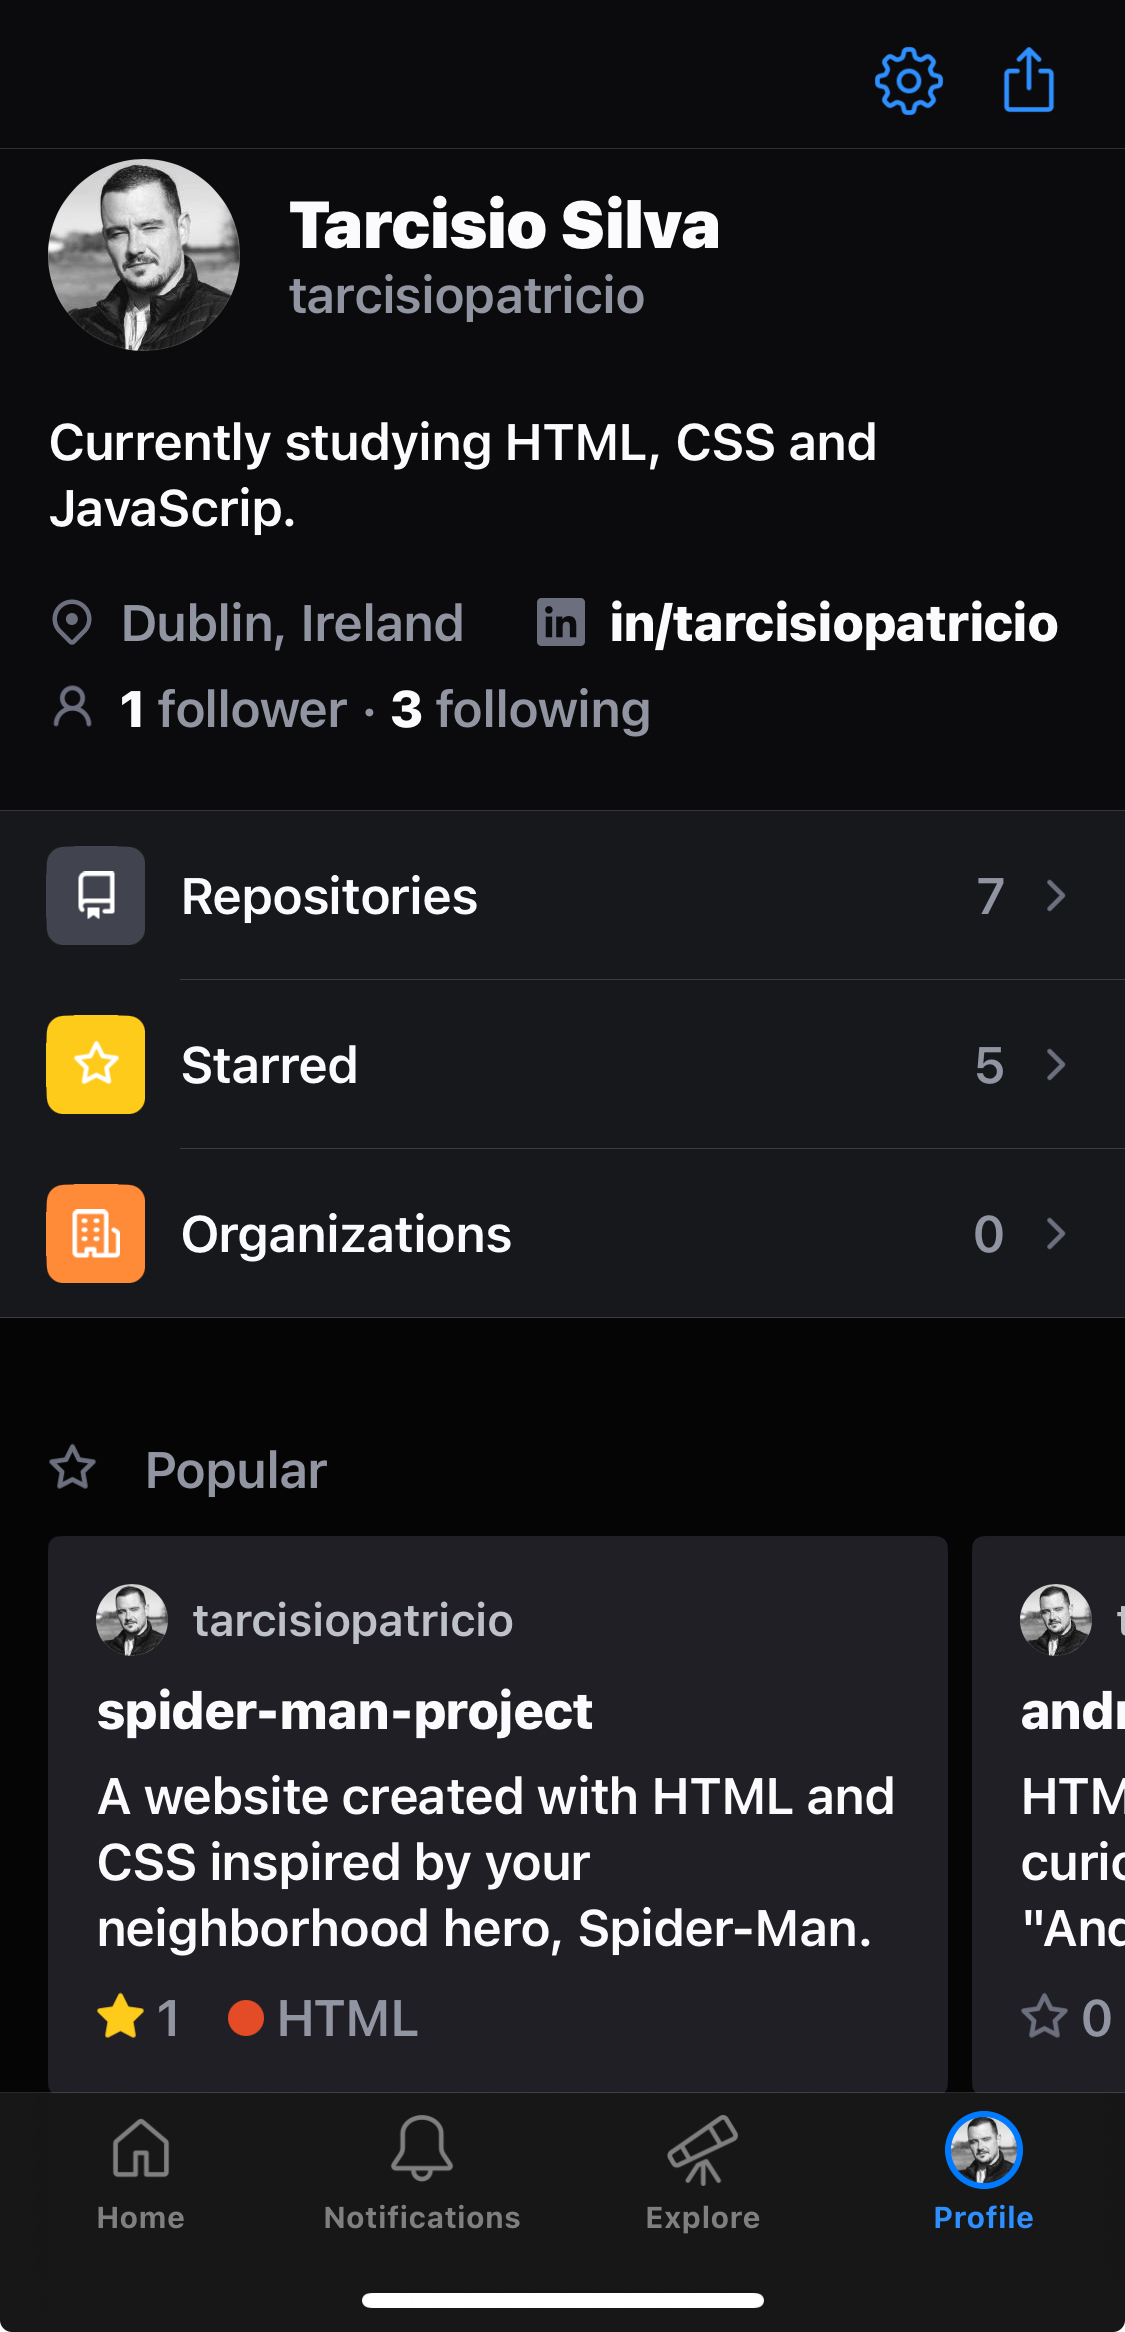 Tarcisio Silva
tarcisiopatricio
Currently studying HTML, CSS and
JavaScrip.
Dublin, Ireland in in/tarcisiopatricio
1 follower · 3 following
Repositories 7
Starred 5
Organizations 0
Popular
tarcisiopatricio
spider-man-project
A website created with HTML and
CSS inspired by your
neighborhood hero, Spider-Man.
1 HTML
andr
HTM
curio
"And
0
Home Notifications Explore Profile